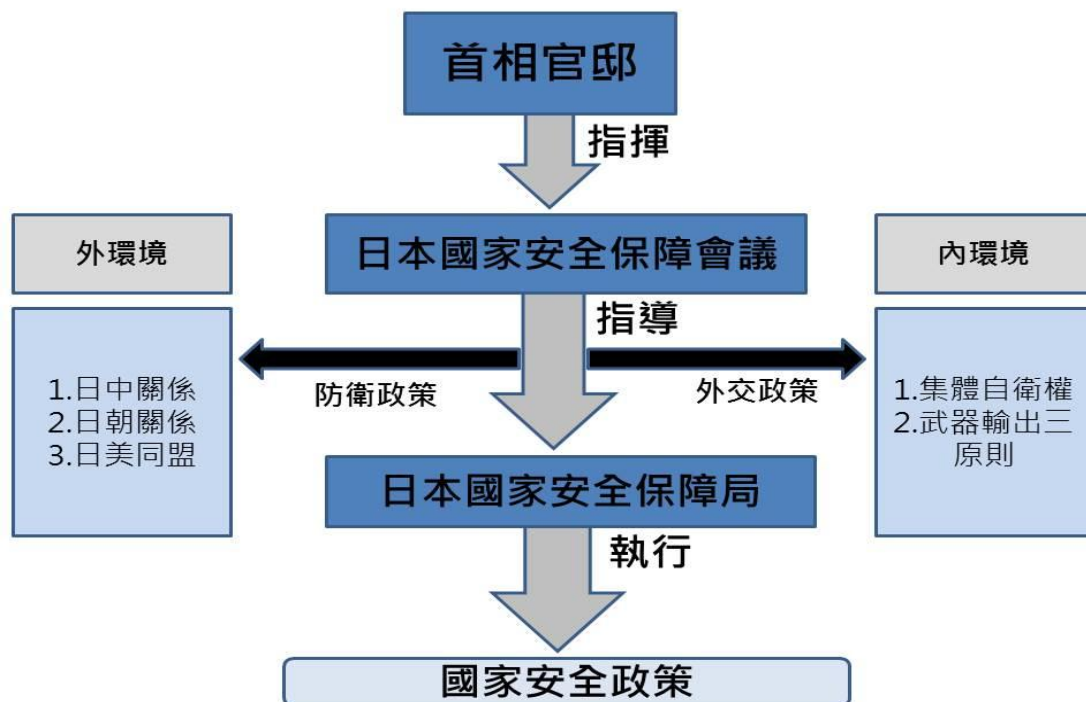 首相官邸
指揮
外環境
日本國家安全保障會議
內環境
指導
防衛政策
外交政策
1.日中關係
2.日朝關係
3.日美同盟
1.集體自衛權
2.武器輸出三
原則
日本國家安全保障局
執行
國家安全政策